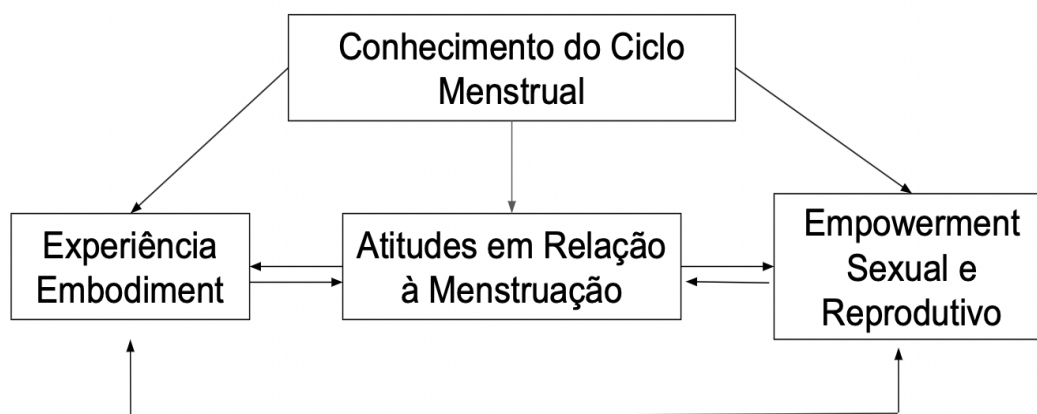 Conhecimento do Ciclo
Menstrual
Experiência
Embodiment
Atitudes em Relação
à Menstruação
Empowerment
Sexual e
Reprodutivo